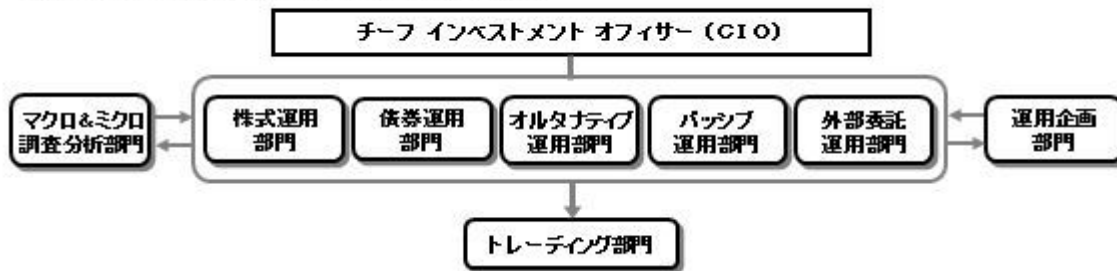 チーフ インベストメント オフィサー（CIO）
マクロ&ミクロ
調査分析部門
株式運用
部門
債券運用
部門
オルタナティブ
運用部門
パッシブ
運用部門
外部委託
運用部門
運用企画
部門
トレーディング部門